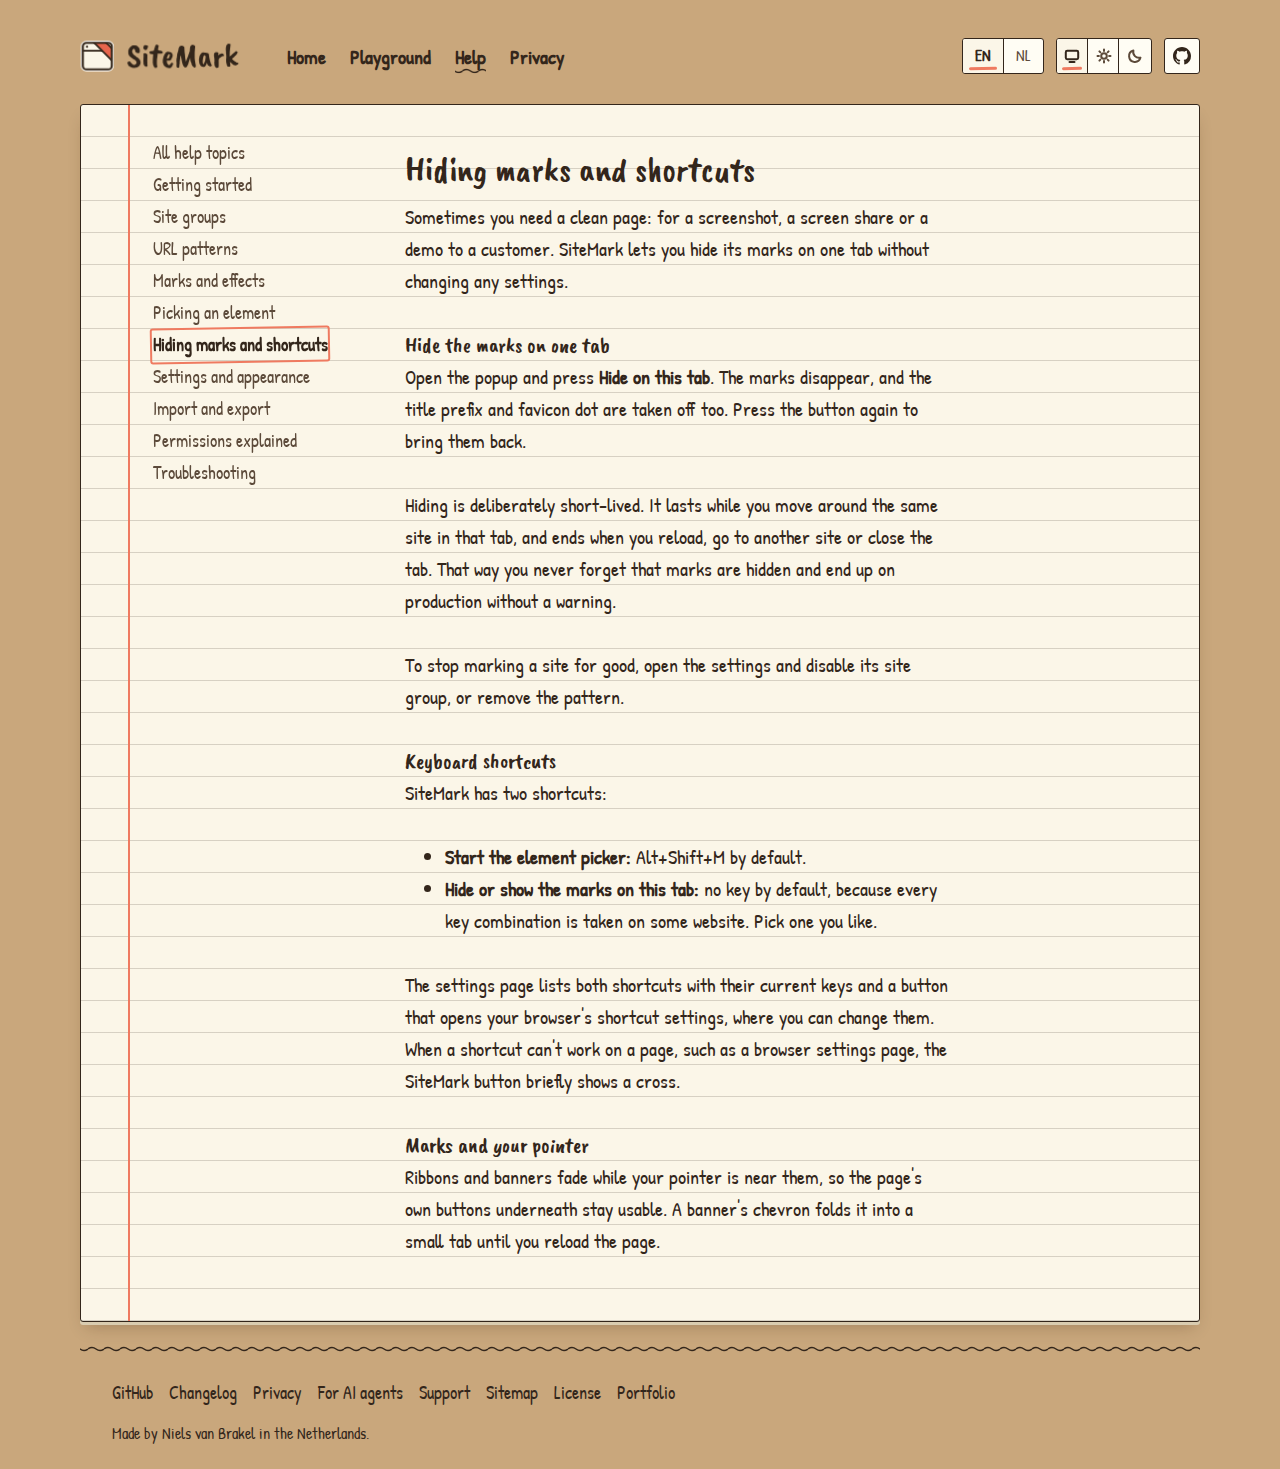 SiteMark
Home Playground Help Privacy
EN NL
All help topics
Getting started
Site groups
URL patterns
Marks and effects
Picking an element
Hiding marks and shortcuts
Settings and appearance
Import and export
Permissions explained
Troubleshooting
Hiding marks and shortcuts
Sometimes you need a clean page: for a screenshot, a screen share or a
demo to a customer. SiteMark lets you hide its marks on one tab without
changing any settings.
Hide the marks on one tab
Open the popup and press Hide on this tab. The marks disappear, and the
title prefix and favicon dot are taken off too. Press the button again to
bring them back.
Hiding is deliberately short-lived. It lasts while you move around the same
site in that tab, and ends when you reload, go to another site or close the
tab. That way you never forget that marks are hidden and end up on
production without a warning.
To stop marking a site for good, open the settings and disable its site
group, or remove the pattern.
Keyboard shortcuts
SiteMark has two shortcuts:
• Start the element picker: Alt+Shift+M by default.
• Hide or show the marks on this tab: no key by default, because every
key combination is taken on some website. Pick one you like.
The settings page lists both shortcuts with their current keys and a button
that opens your browser's shortcut settings, where you can change them.
When a shortcut can't work on a page, such as a browser settings page, the
SiteMark button briefly shows a cross.
Marks and your pointer
Ribbons and banners fade while your pointer is near them, so the page's
own buttons underneath stay usable. A banner's chevron folds it into a
small tab until you reload the page.
GitHub Changelog Privacy For AI agents Support Sitemap License Portfolio
Made by Niels van Brakel in the Netherlands.